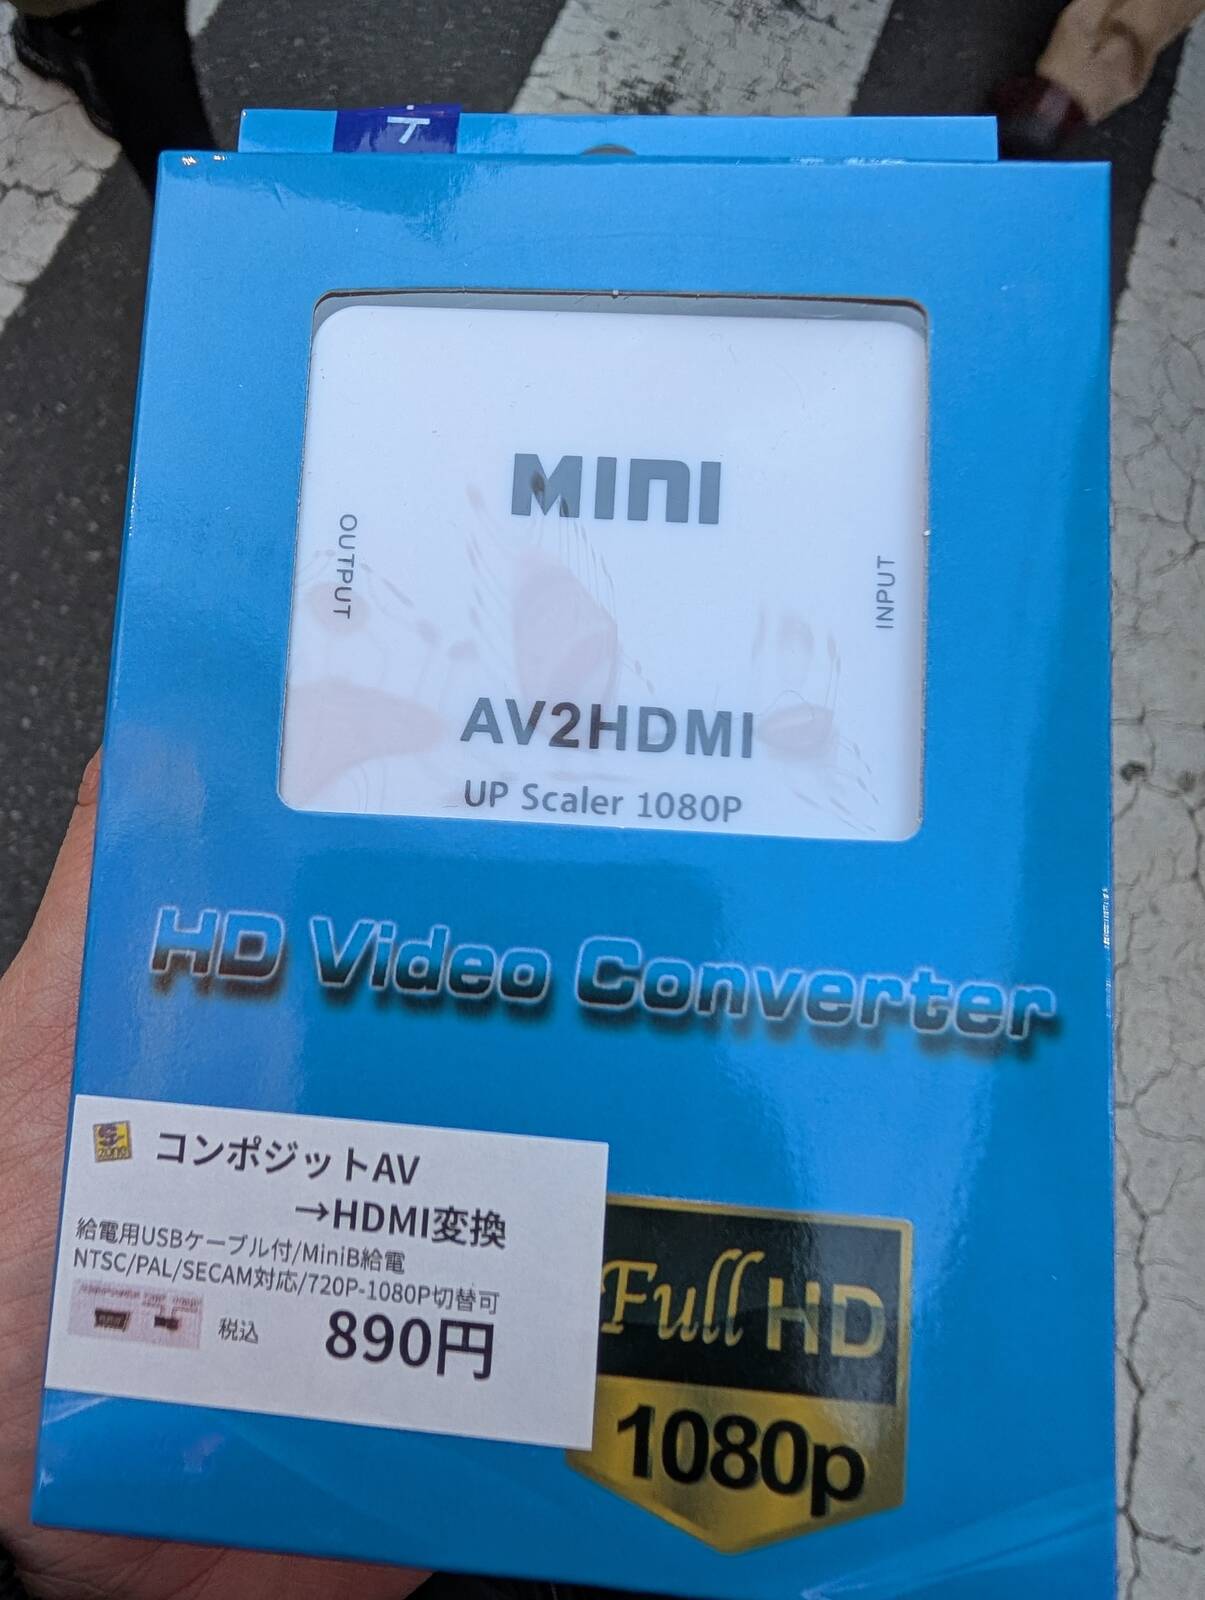 MINI
OUTPUT
INPUT
AV2HDMI
UP Scaler 1080P
HD Video Converter
コンポジットAV
→HDMI変換
給電用USBケーブル付/MiniB給電
NTSC/PAL/SECAM対応/720P-1080P切替可
税込 890円
Full HD
1080p